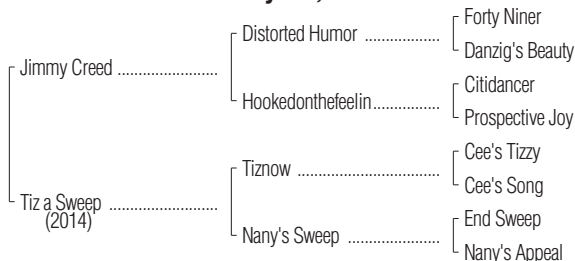 Forty Niner
Distorted Humor ..................
Danzig's Beauty
Jimmy Creed ........................
Citidancer
Hookedonthefeelin................
Prospective Joy
Cee's Tizzy
Tiznow ..................................
Cee's Song
Tiz a Sweep ..........................
(2014)
End Sweep
Nany's Sweep ......................
Nany's Appeal